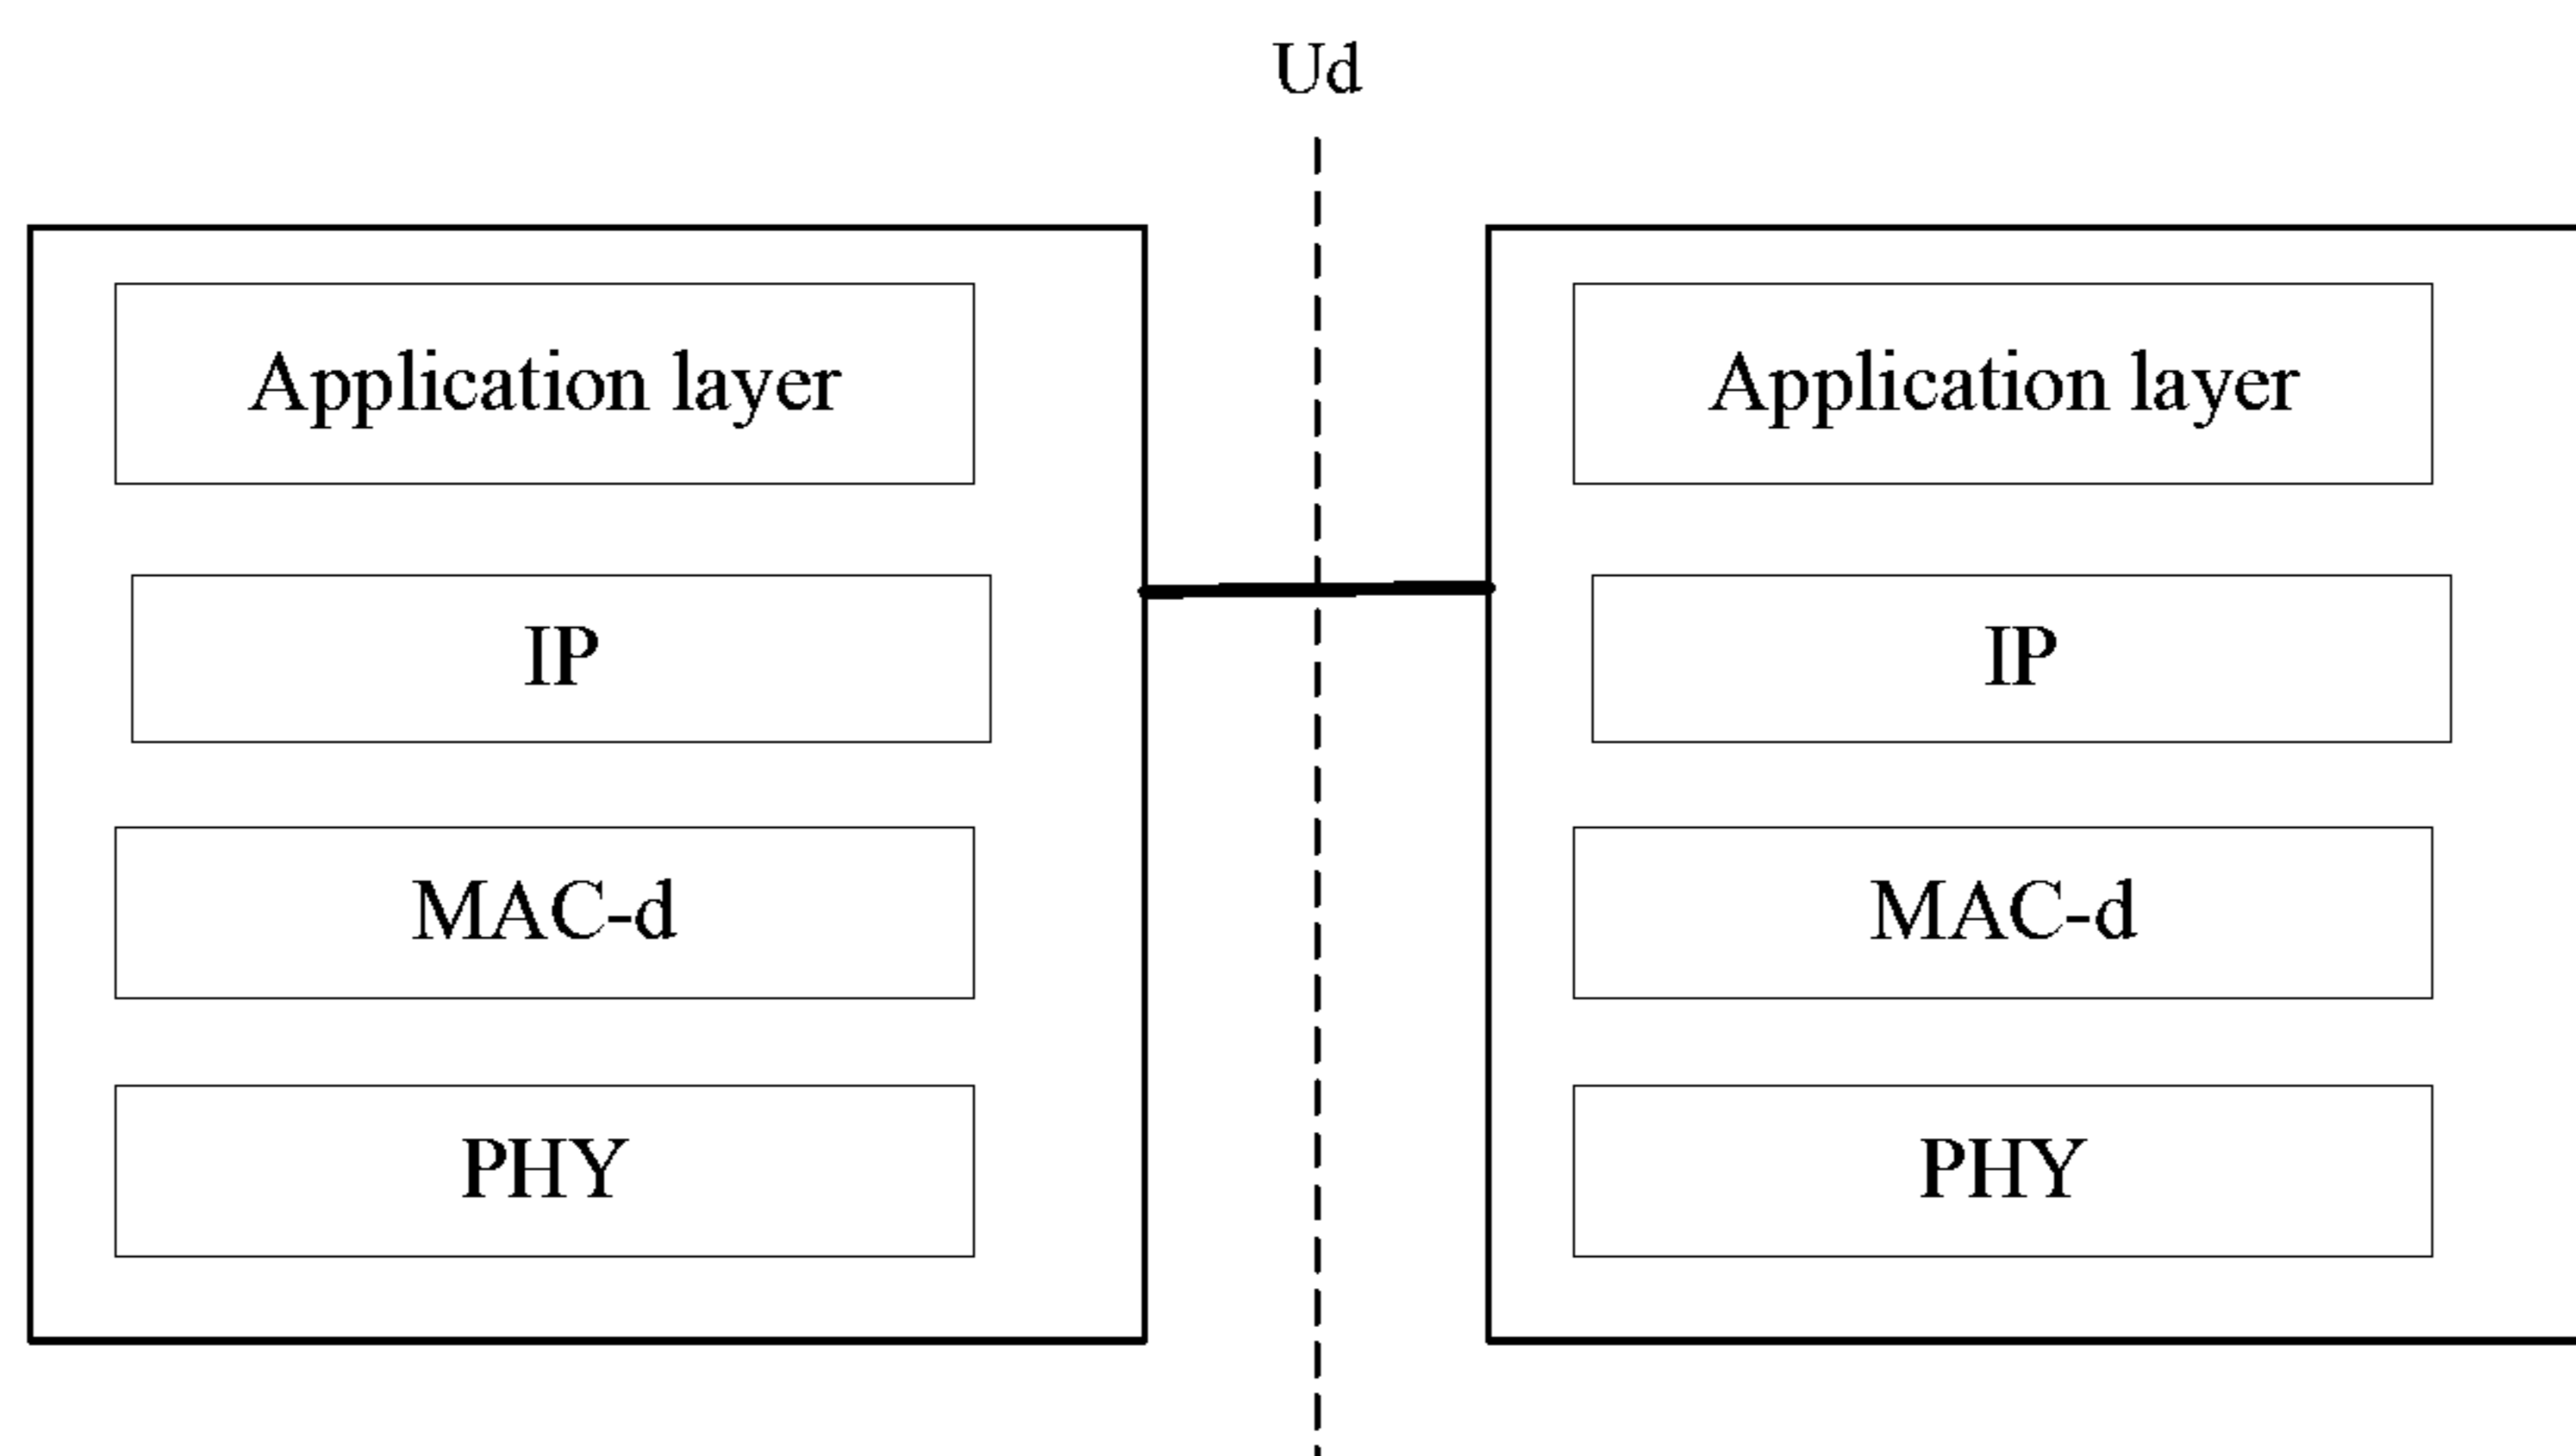 Ud
Application layer
IP
MAC-d
PHY
Application layer
IP
MAC-d
PHY